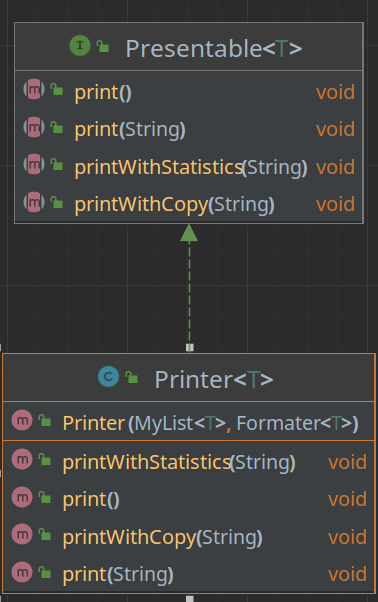 I Presentable<T>
m print() void
m print(String) void
m printWithStatistics(String) void
m printWithCopy(String) void
C Printer<T>
m Printer(MyList<T>, Formater<T>)
m printWithStatistics(String) void
m print() void
m printWithCopy(String) void
m print(String) void